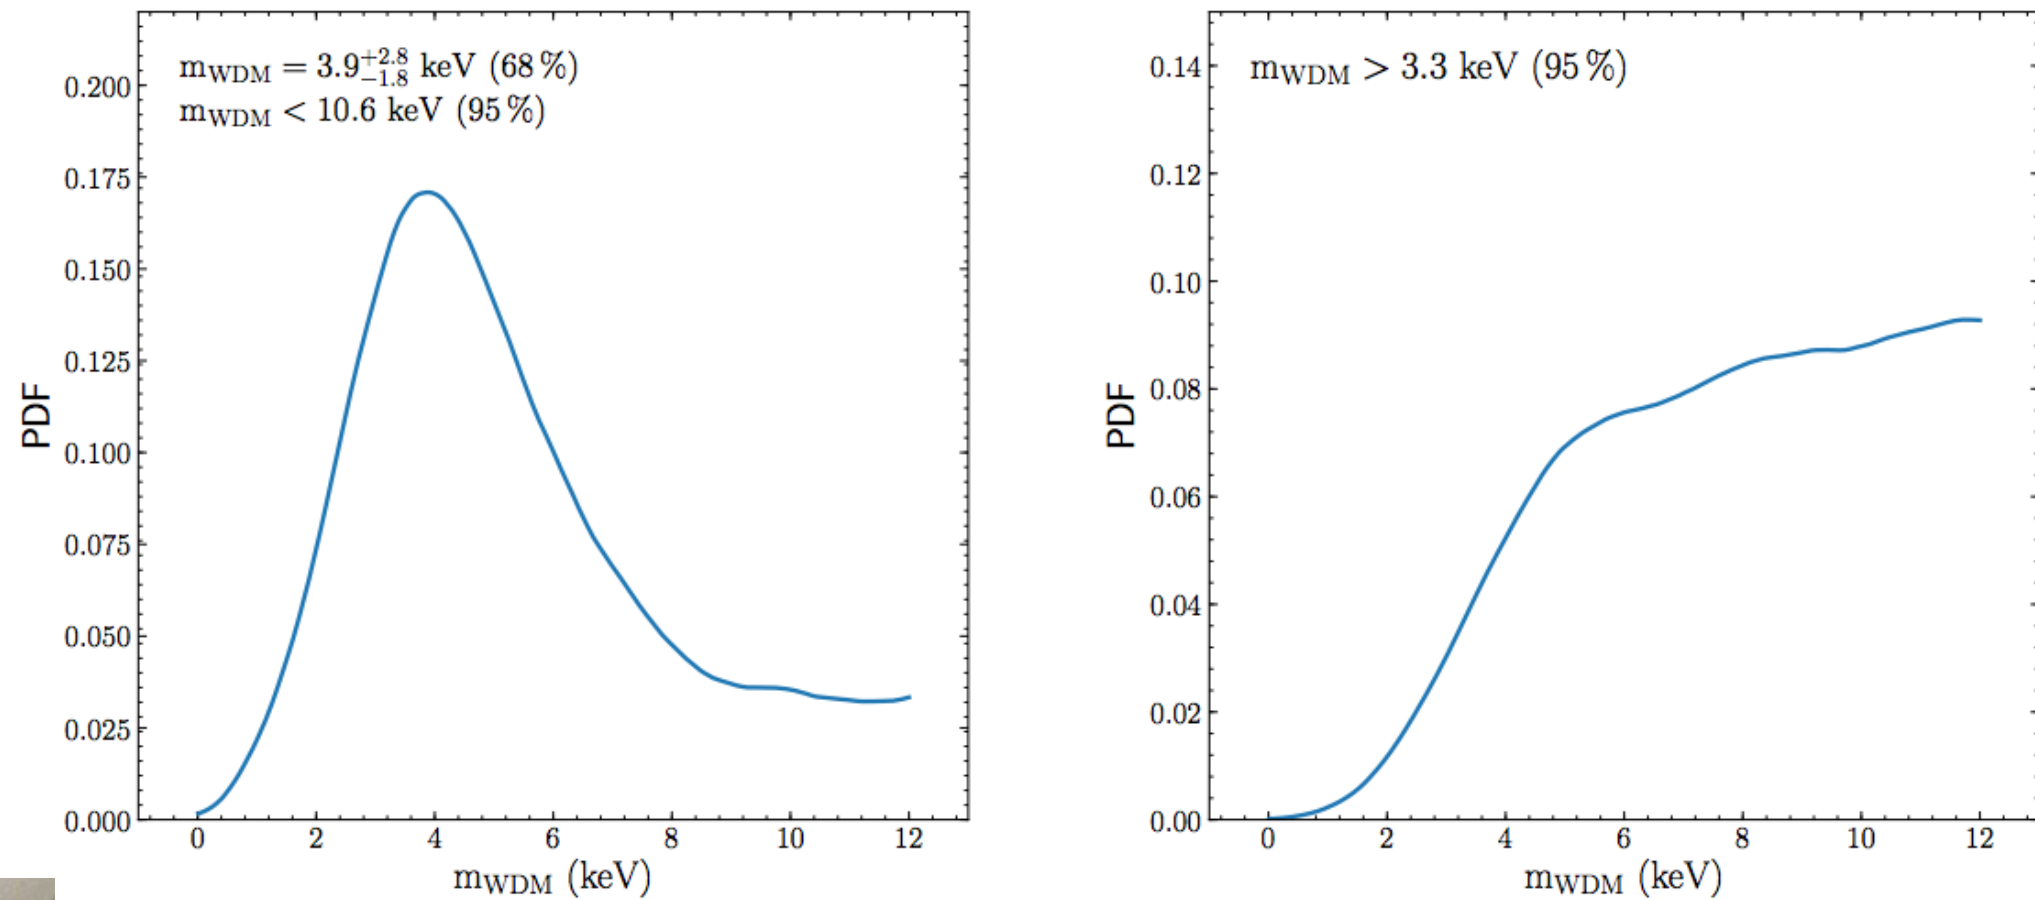 m_WDM = 3.9^{+2.8}_{-1.8} keV (68 %)
m_WDM < 10.6 keV (95 %)
0.200
0.175
0.150
0.125
0.100
0.075
0.050
0.025
0.000
PDF
0 2 4 6 8 10 12
m_WDM (keV)
m_WDM > 3.3 keV (95 %)
0.14
0.12
0.10
0.08
0.06
0.04
0.02
0.00
PDF
0 2 4 6 8 10 12
m_WDM (keV)